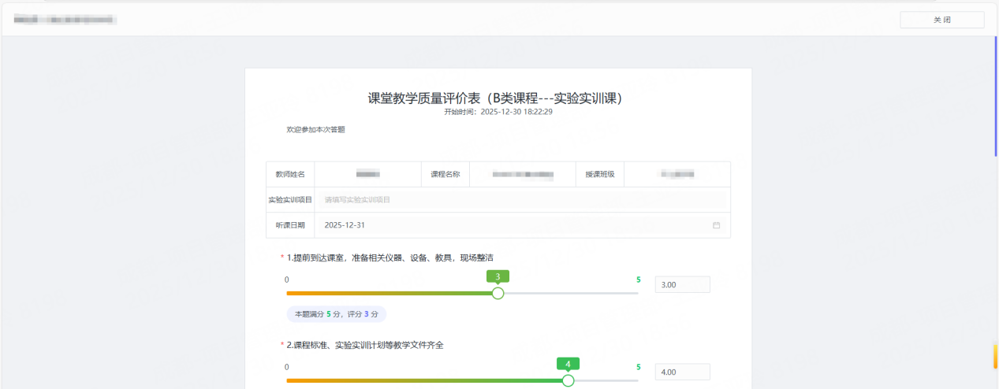 关 闭
课堂教学质量评价表（B类课程---实验实训课）
开始时间：2025-12-30 18:22:29
欢迎参加本次答题
教师姓名 课程名称 授课班级
实验实训项目 请填写实验实训项目
听课日期 2025-12-31
* 1.提前到达课室，准备相关仪器、设备、教具，现场整洁
0 3 5 3.00
本题满分 5 分，评分 3 分
* 2.课程标准、实验实训计划等教学文件齐全
0 4 5 4.00